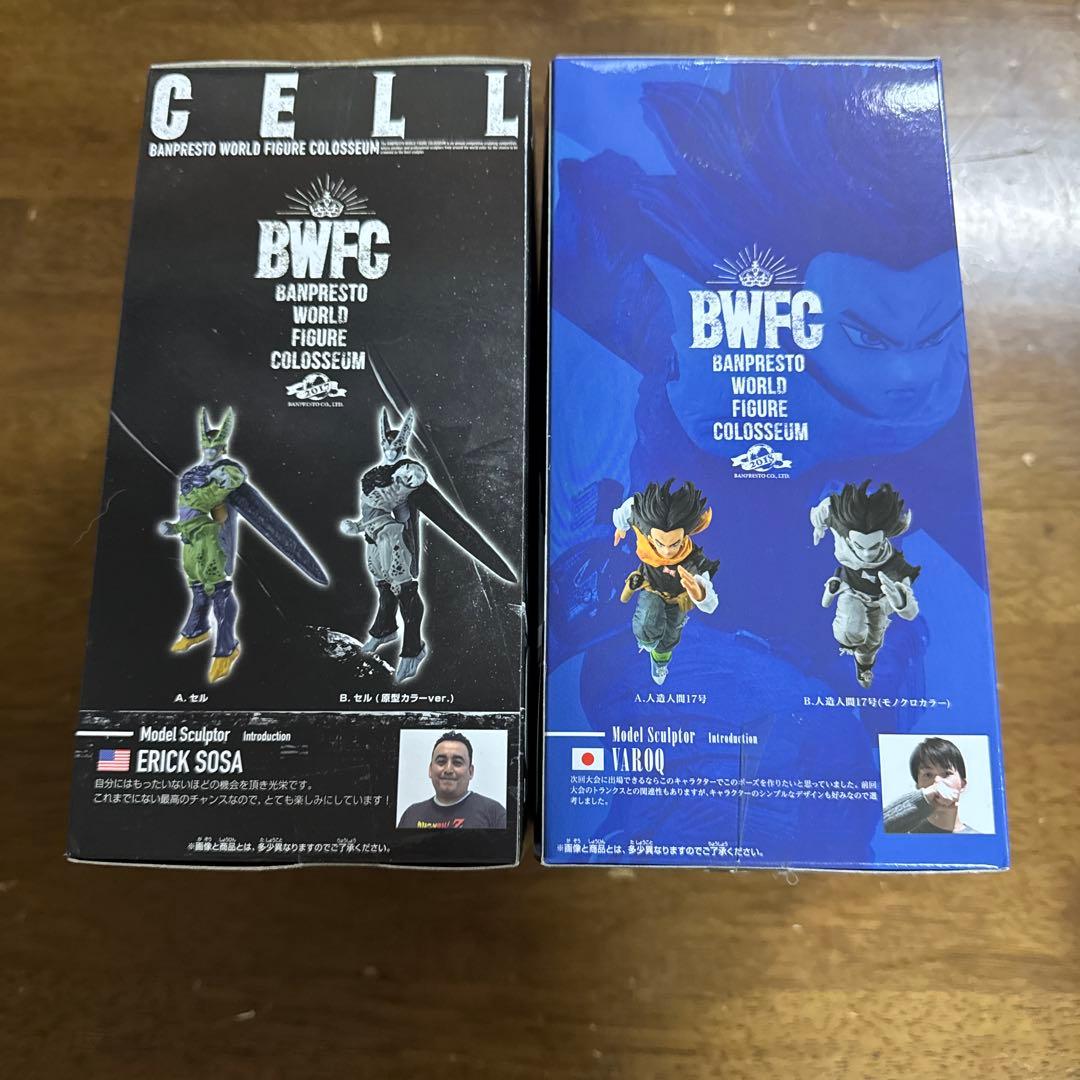 CELL
BANPRESTO WORLD FIGURE COLOSSEUM
BWFC
BANPRESTO
WORLD
FIGURE
COLOSSEUM
2017
BANPRESTO CO., LTD.
A. セル
B. セル (原型カラーver.)
Model Sculptor Introduction
ERICK SOSA
自分にはもったいないほどの機会を頂き光栄です。
これまでにない最高のチャンスなので、とても楽しみにしています！
※画像と商品とは、多少異なりますのでご了承ください。
BWFC
BANPRESTO
WORLD
FIGURE
COLOSSEUM
2018
BANPRESTO CO., LTD.
A.人造人間17号
B.人造人間17号(モノクロカラー)
Model Sculptor Introduction
VAROQ
次回大会に出場できるならこのキャラクターでこのポーズを作りたいと思っていました。前回
大会のトランクスとの関連性もありますが、キャラクターのシンプルなデザインも好みなので選
考しました。
※画像と商品とは、多少異なりますのでご了承ください。